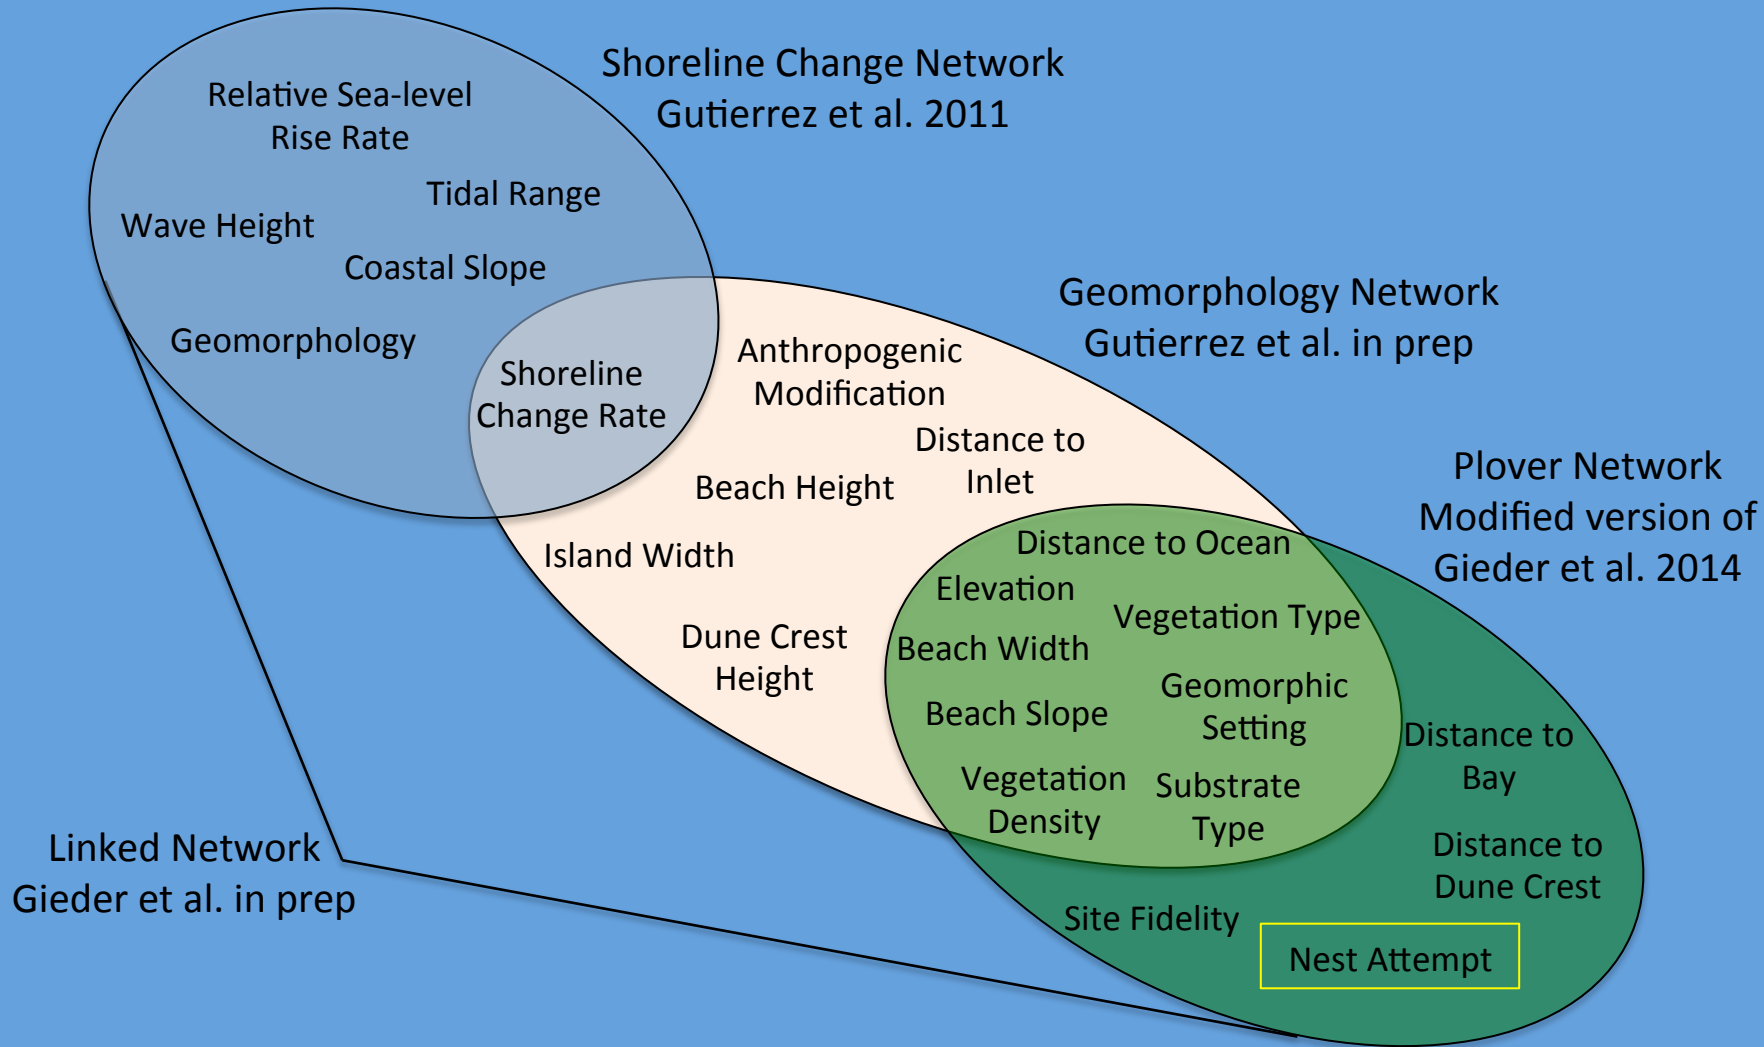 Shoreline Change Network
Gutierrez et al. 2011
Relative Sea-level
Rise Rate
Tidal Range
Wave Height
Coastal Slope
Geomorphology
Shoreline
Change Rate
Geomorphology Network
Gutierrez et al. in prep
Anthropogenic
Modification
Distance to
Inlet
Beach Height
Island Width
Dune Crest
Height
Plover Network
Modified version of
Gieder et al. 2014
Distance to Ocean
Elevation
Vegetation Type
Beach Width
Geomorphic
Setting
Beach Slope
Vegetation
Density
Substrate
Type
Distance to
Bay
Distance to
Dune Crest
Site Fidelity
Nest Attempt
Linked Network
Gieder et al. in prep